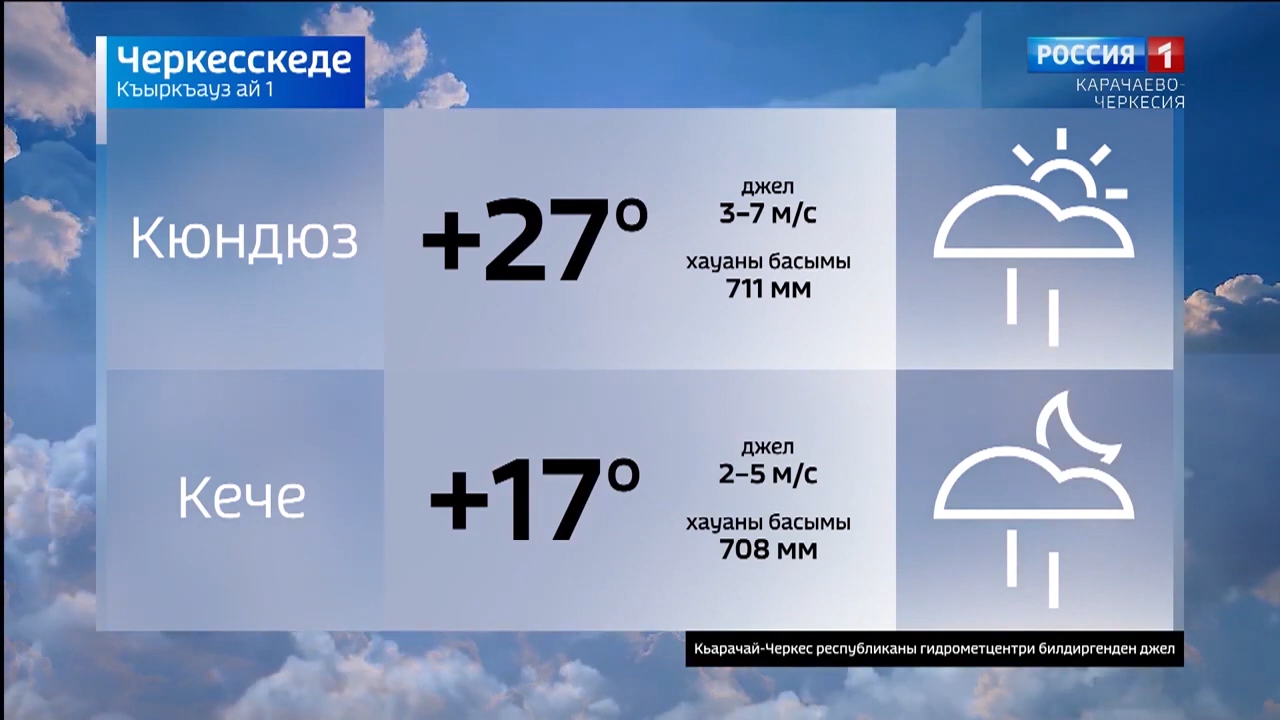 Черкесскеде
Къыркъауз ай 1
РОССИЯ 1
КАРАЧАЕВО-
ЧЕРКЕСИЯ
Кюндюз
+27°
джел
3–7 м/с
хауаны басымы
711 мм
Кече
+17°
джел
2–5 м/с
хауаны басымы
708 мм
Кьарачай-Черкес республиканы гидрометцентри билдиргенден джел